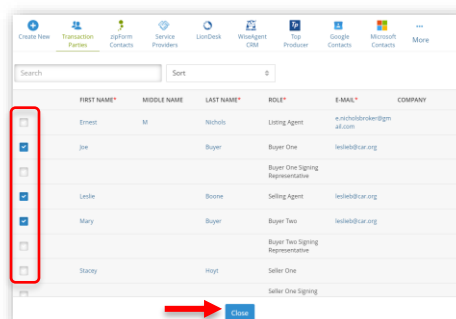 Create New
Transaction Parties
zipForm Contacts
Service Providers
LionDesk
WiseAgent CRM
Top Producer
Google Contacts
Microsoft Contacts
More
Search
Sort
FIRST NAME* MIDDLE NAME LAST NAME* ROLE* E-MAIL* COMPANY
Ernest M Nichols Listing Agent e.nicholsbroker@gm
ail.com
Joe Buyer Buyer One leslieb@car.org
Buyer One Signing
Representative
Leslie Boone Selling Agent leslieb@car.org
Mary Buyer Buyer Two leslieb@car.org
Buyer Two Signing
Representative
Stacey Hoyt Seller One
Seller One Signing
Close